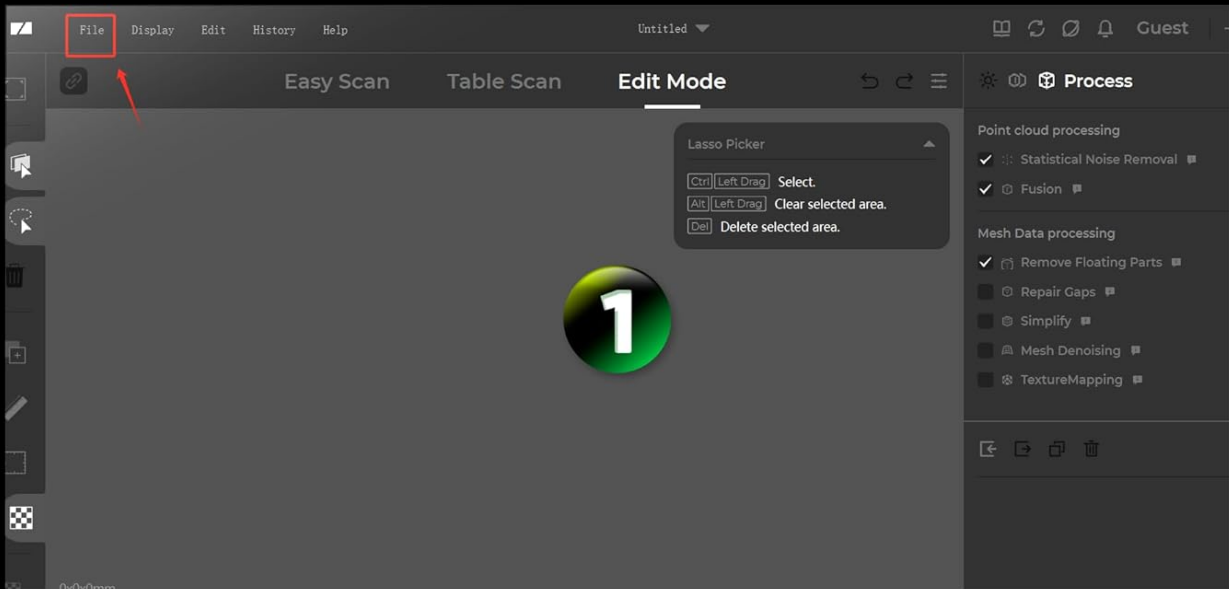 File Display Edit History Help Untitled Guest
Easy Scan Table Scan Edit Mode Process
Lasso Picker
Ctrl Left Drag Select.
Alt Left Drag Clear selected area.
Del Delete selected area.
1
Point cloud processing
Statistical Noise Removal
Fusion
Mesh Data processing
Remove Floating Parts
Repair Gaps
Simplify
Mesh Denoising
TextureMapping
0x0x0mm